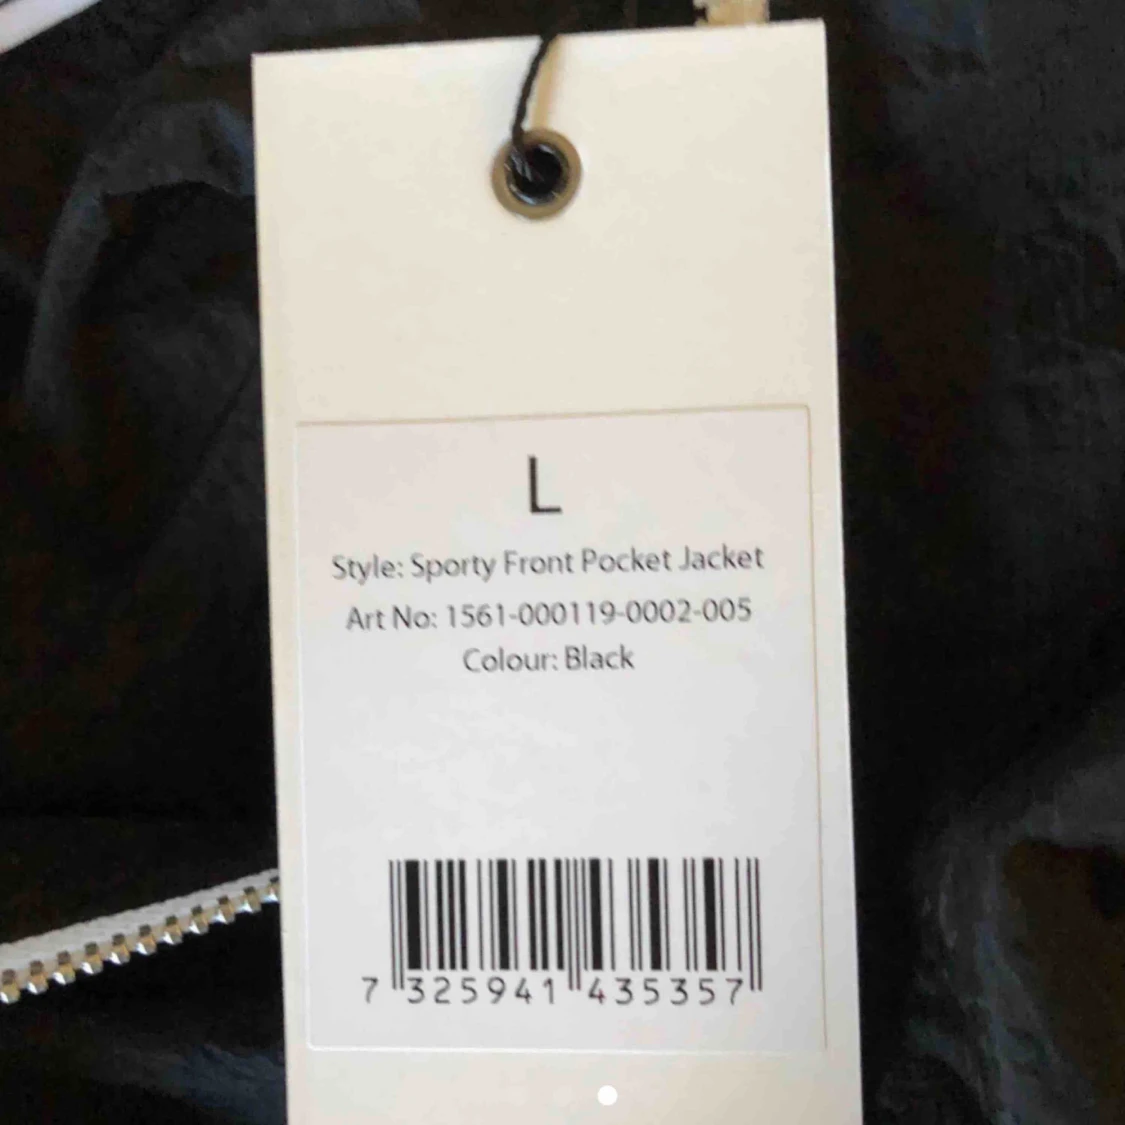 L
Style: Sporty Front Pocket Jacket
Art No: 1561-000119-0002-005
Colour: Black
7 325941 435357